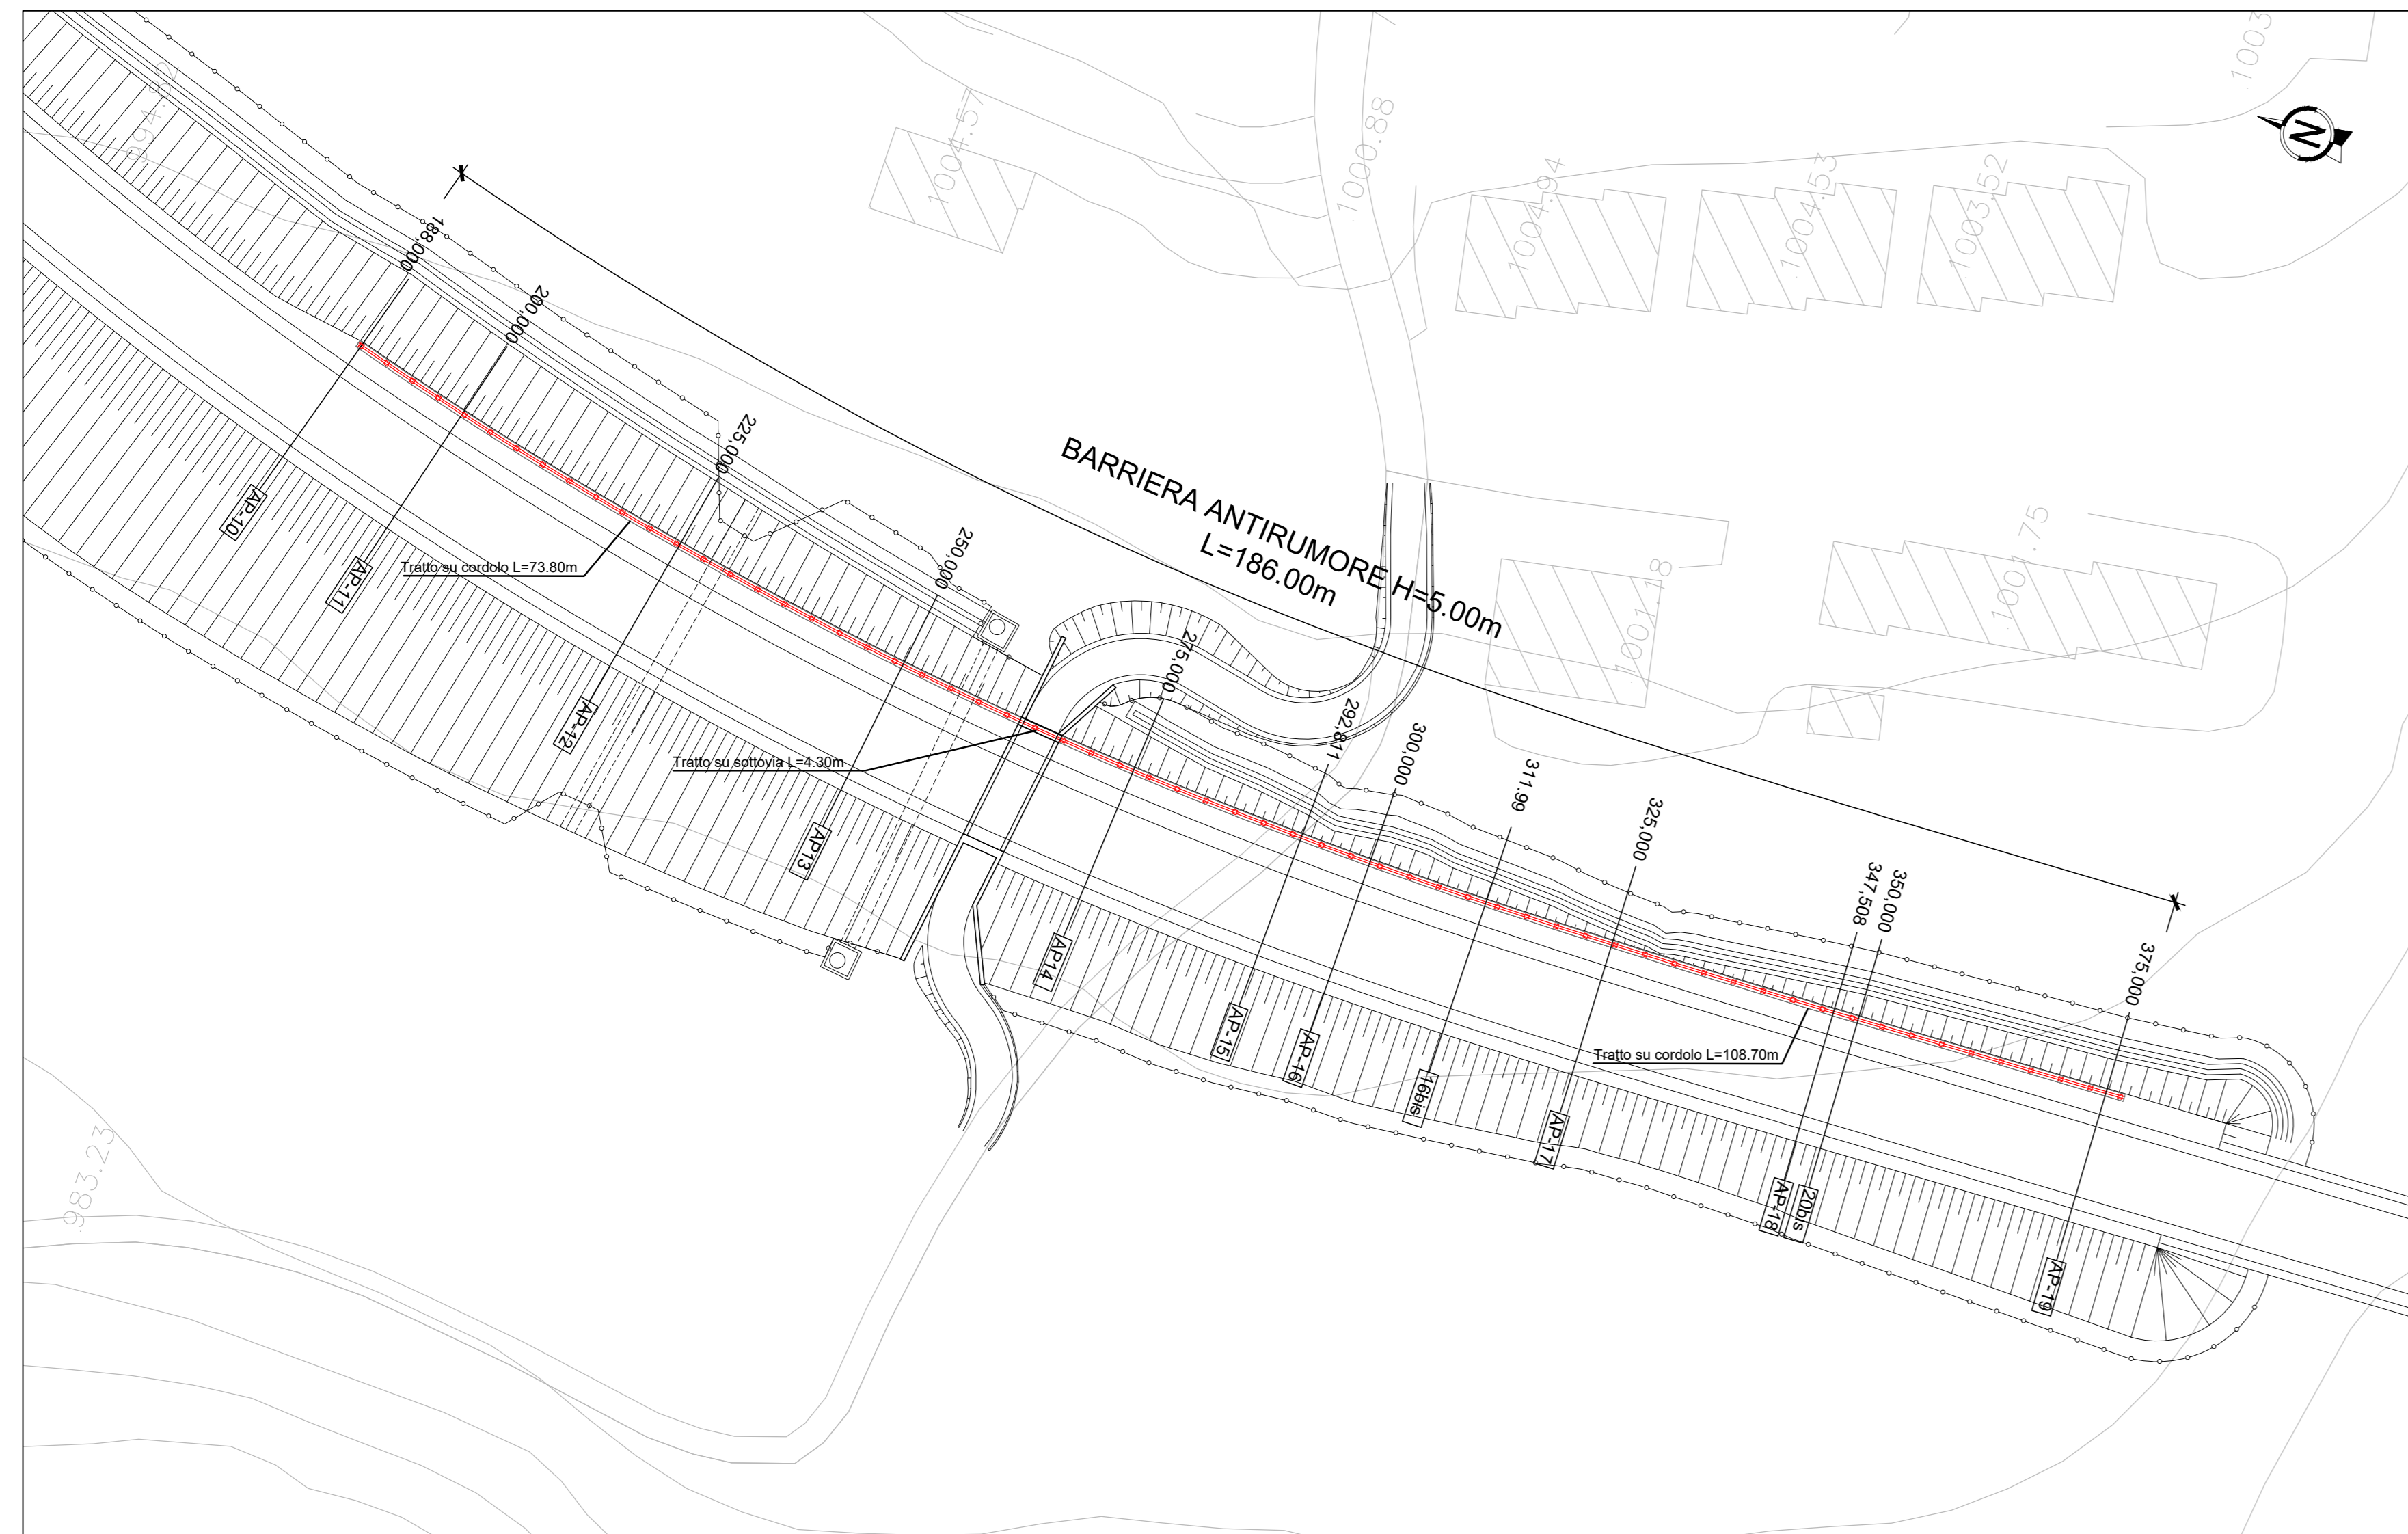 994.52
1004.57
1000.88
1003
N
1004.94
1004.53
1003.52
188,000
200,000
225,000
250,000
BARRIERA ANTIRUMORE H=5.00m
L=186.00m
275,000
292,811
300,000
311.99
325,000
347,508
350,000
375,000
1001.18
1001.75
AP-10
AP-11
Tratto su cordolo L=73.80m
AP-12
Tratto su sottovia L=4.30m
AP13
AP14
AP-15
AP-16
16bis
Tratto su cordolo L=108.70m
AP-17
AP-18
20bis
AP-19
983.23